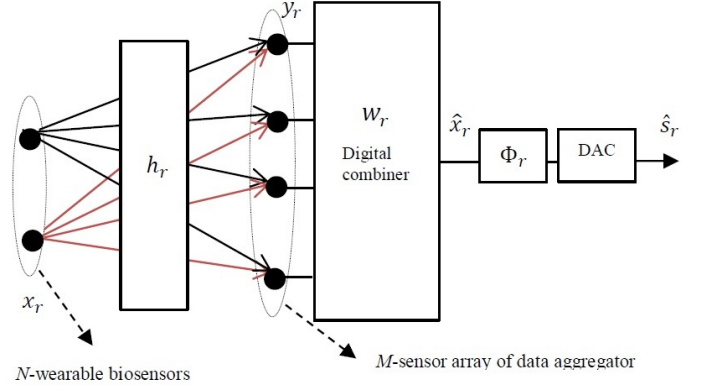 y_r
h_r
w_r
Digital
combiner
x̂_r
Φ_r
DAC
ŝ_r
x_r
N-wearable biosensors
M-sensor array of data aggregator